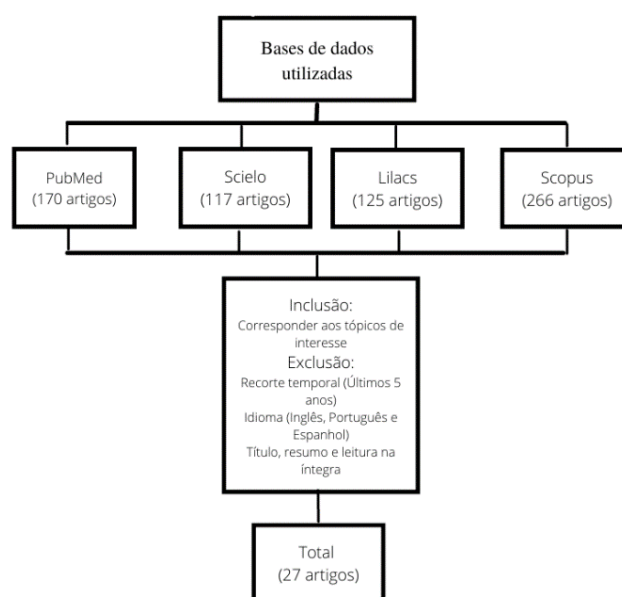 Bases de dados
utilizadas
PubMed
(170 artigos)
Scielo
(117 artigos)
Lilacs
(125 artigos)
Scopus
(266 artigos)
Inclusão:
Corresponder aos tópicos de
interesse
Exclusão:
Recorte temporal (Últimos 5
anos)
Idioma (Inglês, Português e
Espanhol)
Título, resumo e leitura na
íntegra
Total
(27 artigos)